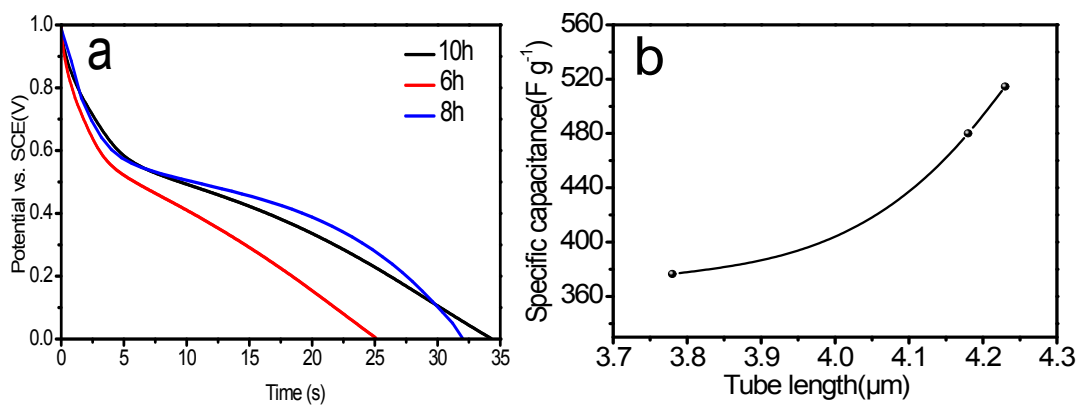 a
10h
6h
8h
Potential vs. SCE(V)
1.0
0.8
0.6
0.4
0.2
0.0
0 5 10 15 20 25 30 35
Time (s)
b
Specific capacitance(F g-1)
560
520
480
440
400
360
3.7 3.8 3.9 4.0 4.1 4.2 4.3
Tube length(μm)